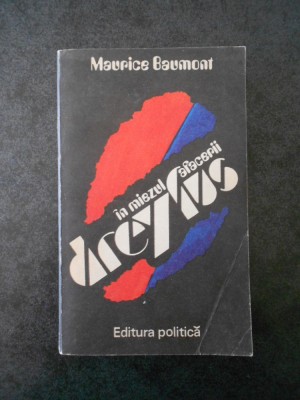 Maurice Baumont
în miezul
afacerii
dreyfus
Editura politică